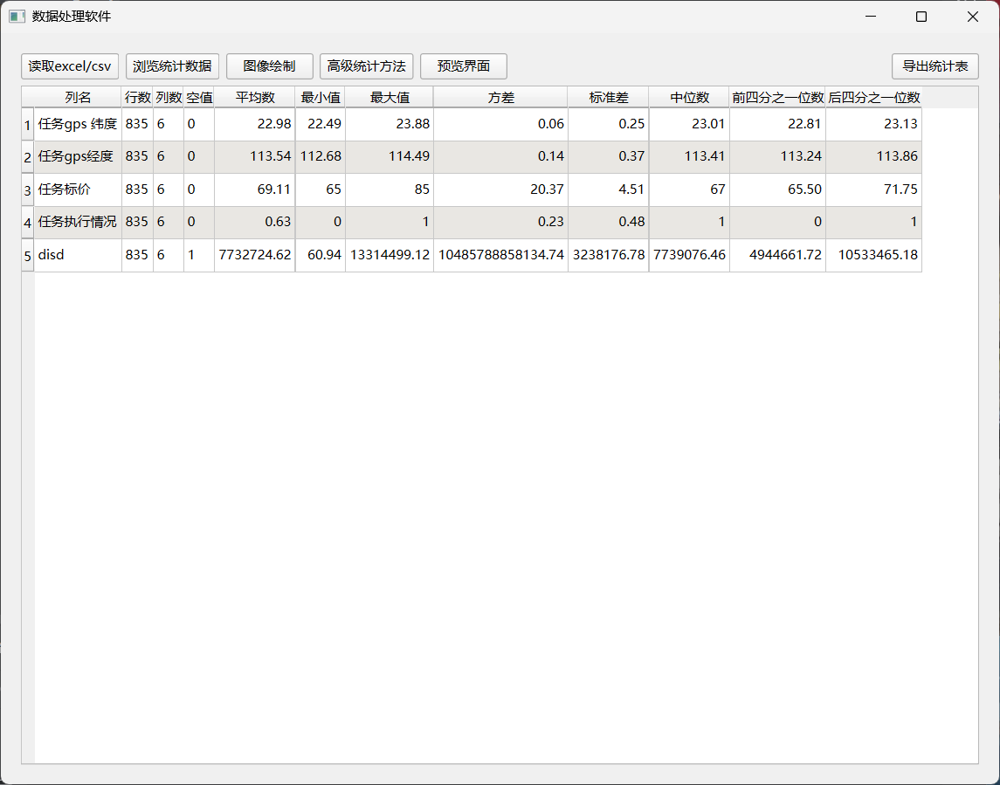 数据处理软件
读取excel/csv 浏览统计数据 图像绘制 高级统计方法 预览界面 导出统计表
列名 行数 列数 空值 平均数 最小值 最大值 方差 标准差 中位数 前四分之一位数 后四分之一位数
1 任务gps 纬度 835 6 0 22.98 22.49 23.88 0.06 0.25 23.01 22.81 23.13
2 任务gps经度 835 6 0 113.54 112.68 114.49 0.14 0.37 113.41 113.24 113.86
3 任务标价 835 6 0 69.11 65 85 20.37 4.51 67 65.50 71.75
4 任务执行情况 835 6 0 0.63 0 1 0.23 0.48 1 0 1
5 disd 835 6 1 7732724.62 60.94 13314499.12 10485788858134.74 3238176.78 7739076.46 4944661.72 10533465.18